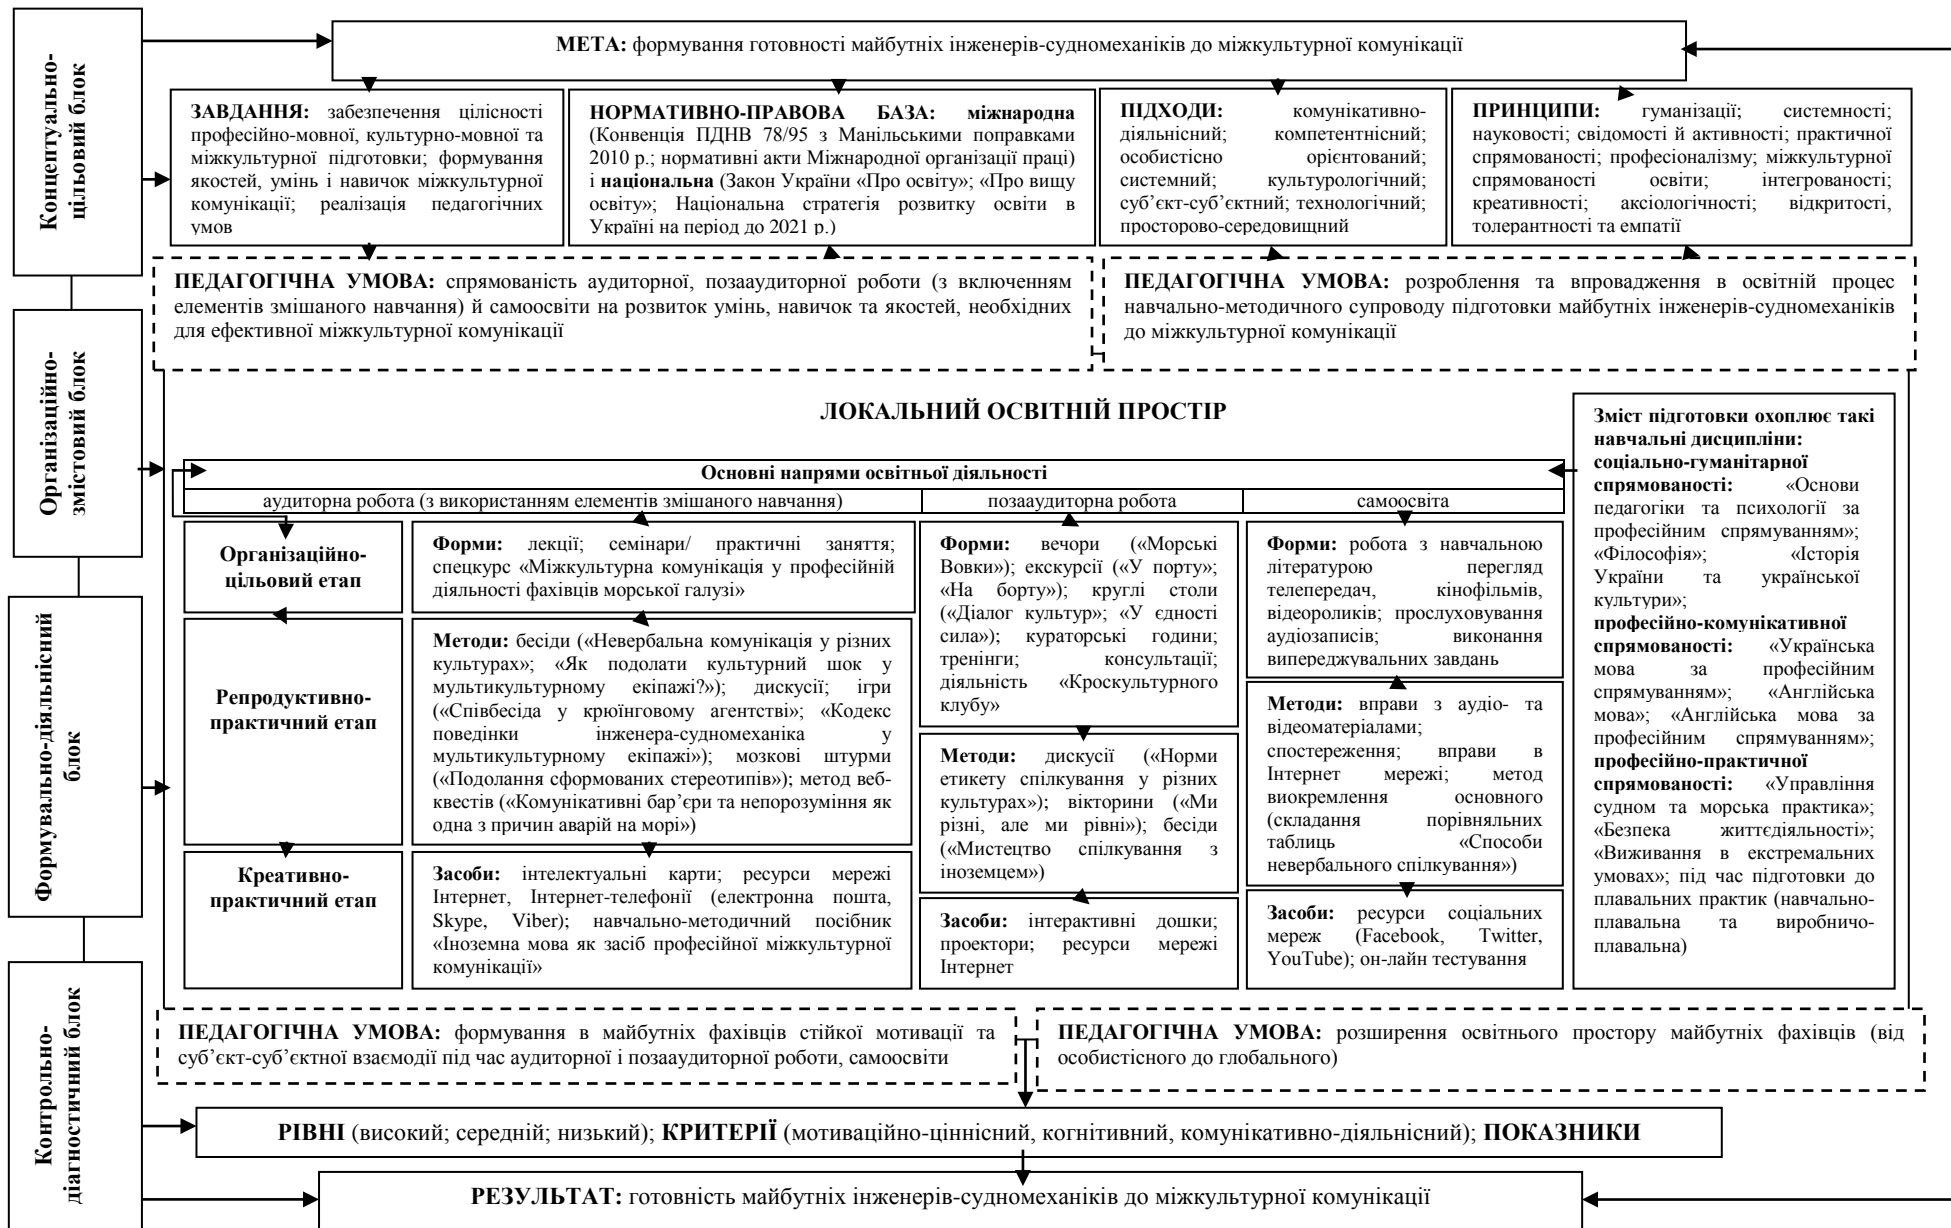 Концептуально-
цільовий блок
МЕТА: формування готовності майбутніх інженерів-судномеханіків до міжкультурної комунікації
ЗАВДАННЯ: забезпечення цілісності
професійно-мовної, культурно-мовної та
міжкультурної підготовки; формування
якостей, умінь і навичок міжкультурної
комунікації; реалізація педагогічних
умов
НОРМАТИВНО-ПРАВОВА БАЗА: міжнародна
(Конвенція ПДНВ 78/95 з Манільськими поправками
2010 р.; нормативні акти Міжнародної організації праці)
і національна (Закон України «Про освіту»; «Про вищу
освіту»; Національна стратегія розвитку освіти в
Україні на період до 2021 р.)
ПІДХОДИ: комунікативно-
діяльнісний; компетентнісний;
особистісно орієнтований;
системний; культурологічний;
суб’єкт-суб’єктний; технологічний;
просторово-середовищний
ПРИНЦИПИ: гуманізації; системності;
науковості; свідомості й активності; практичної
спрямованості; професіоналізму; міжкультурної
спрямованості освіти; інтегрованості;
креативності; аксіологічності; відкритості,
толерантності та емпатії
ПЕДАГОГІЧНА УМОВА: спрямованість аудиторної, позааудиторної роботи (з включенням
елементів змішаного навчання) й самоосвіти на розвиток умінь, навичок та якостей, необхідних
для ефективної міжкультурної комунікації
ПЕДАГОГІЧНА УМОВА: розроблення та впровадження в освітній процес
навчально-методичного супроводу підготовки майбутніх інженерів-судномеханіків
до міжкультурної комунікації
Організаційно-
змістовий блок
ЛОКАЛЬНИЙ ОСВІТНІЙ ПРОСТІР
Основні напрями освітньої діяльності
аудиторна робота (з використанням елементів змішаного навчання)
позааудиторна робота
самоосвіта
Зміст підготовки охоплює такі
навчальні дисципліни:
соціально-гуманітарної
спрямованості: «Основи
педагогіки та психології за
професійним спрямуванням»;
«Філософія»; «Історія
України та української
культури»;
професійно-комунікативної
спрямованості: «Українська
мова за професійним
спрямуванням»; «Англійська
мова»; «Англійська мова за
професійним спрямуванням»;
професійно-практичної
спрямованості: «Управління
судном та морська практика»;
«Безпека життєдіяльності»;
«Виживання в екстремальних
умовах»; під час підготовки до
плавальних практик (навчально-
плавальна та виробничо-
плавальна)
Формувально-діяльнісний
блок
Організаційно-
цільовий етап
Репродуктивно-
практичний етап
Креативно-
практичний етап
Форми: лекції; семінари/ практичні заняття;
спецкурс «Міжкультурна комунікація у професійній
діяльності фахівців морської галузі»
Методи: бесіди («Невербальна комунікація у різних
культурах»; «Як подолати культурний шок у
мультикультурному екіпажі?»); дискусії; ігри
(«Співбесіда у крюїнговому агентстві»; «Кодекс
поведінки інженера-судномеханіка у
мультикультурному екіпажі»); мозкові штурми
(«Подолання сформованих стереотипів»); метод веб-
квестів («Комунікативні бар’єри та непорозуміння як
одна з причин аварій на морі»)
Засоби: інтелектуальні карти; ресурси мережі
Інтернет, Інтернет-телефонії (електронна пошта,
Skype, Viber); навчально-методичний посібник
«Іноземна мова як засіб професійної міжкультурної
комунікації»
Форми: вечори («Морські
Вовки»); екскурсії («У порту»;
«На борту»); круглі столи
(«Діалог культур»; «У єдності
сила»); кураторські години;
тренінги; консультації;
діяльність «Кроскультурного
клубу»
Методи: дискусії («Норми
етикету спілкування у різних
культурах»); вікторини («Ми
різні, але ми рівні»); бесіди
(«Мистецтво спілкування з
іноземцем»)
Засоби: інтерактивні дошки;
проектори; ресурси мережі
Інтернет
Форми: робота з навчальною
літературою перегляд
телепередач, кінофільмів,
відеороликів; прослуховування
аудіозаписів; виконання
випереджувальних завдань
Методи: вправи з аудіо- та
відеоматеріалами;
спостереження; вправи в
Інтернет мережі; метод
виокремлення основного
(складання порівняльних
таблиць «Способи
невербального спілкування»)
Засоби: ресурси соціальних
мереж (Facebook, Twitter,
YouTube); он-лайн тестування
Контрольно-
діагностичний блок
ПЕДАГОГІЧНА УМОВА: формування в майбутніх фахівців стійкої мотивації та
суб’єкт-суб’єктної взаємодії під час аудиторної і позааудиторної роботи, самоосвіти
ПЕДАГОГІЧНА УМОВА: розширення освітнього простору майбутніх фахівців (від
особистісного до глобального)
РІВНІ (високий; середній; низький); КРИТЕРІЇ (мотиваційно-ціннісний, когнітивний, комунікативно-діяльнісний); ПОКАЗНИКИ
РЕЗУЛЬТАТ: готовність майбутніх інженерів-судномеханіків до міжкультурної комунікації